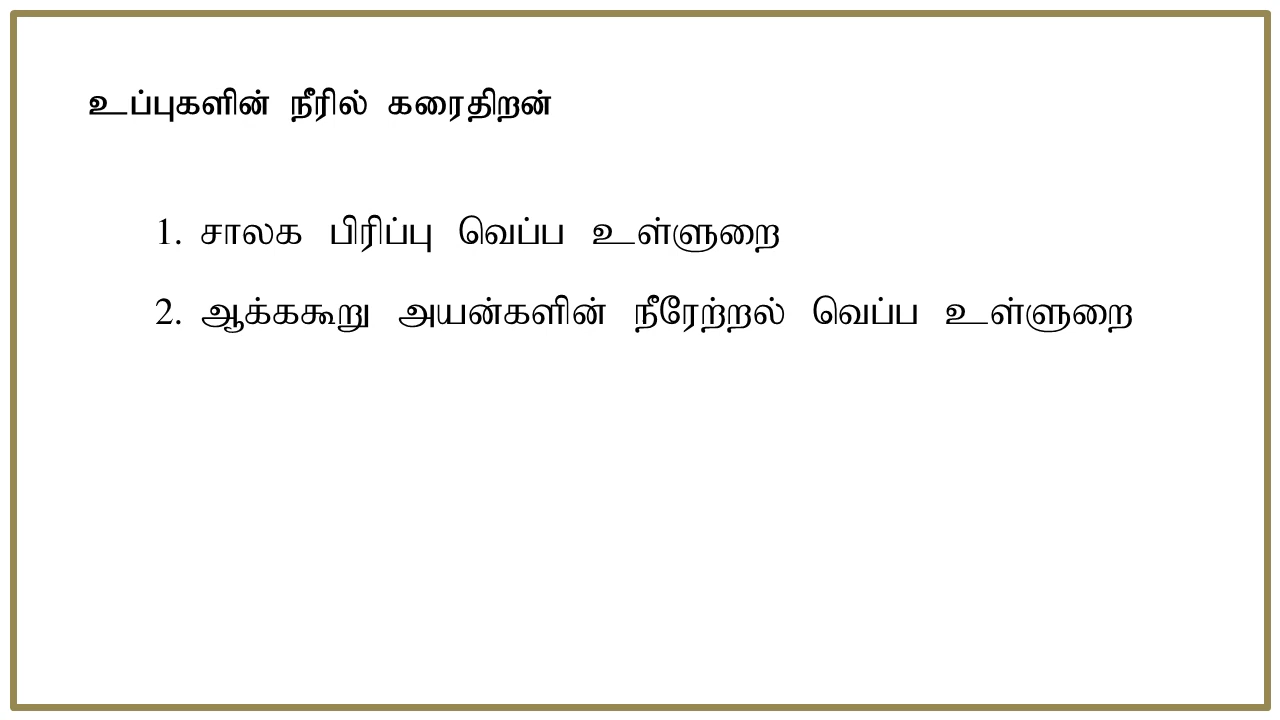 உப்புகளின் நீரில் கரைதிறன்
1. சாலக பிரிப்பு வெப்ப உள்ளுறை
2. ஆக்ககூறு அயன்களின் நீரேற்றல் வெப்ப உள்ளுறை